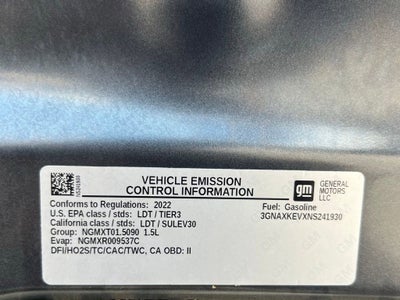 VEHICLE EMISSION
CONTROL INFORMATION
gm
GENERAL
MOTORS
LLC
Conforms to Regulations: 2022
U.S. EPA class / stds: LDT / TIER3
California class / stds: LDT / SULEV30
Group: NGMXT01.5090 1.5L
Evap: NGMXR009537C
DFI/HO2S/TC/CAC/TWC, CA OBD: II
Fuel: Gasoline
3GNAXKEVXNS241930